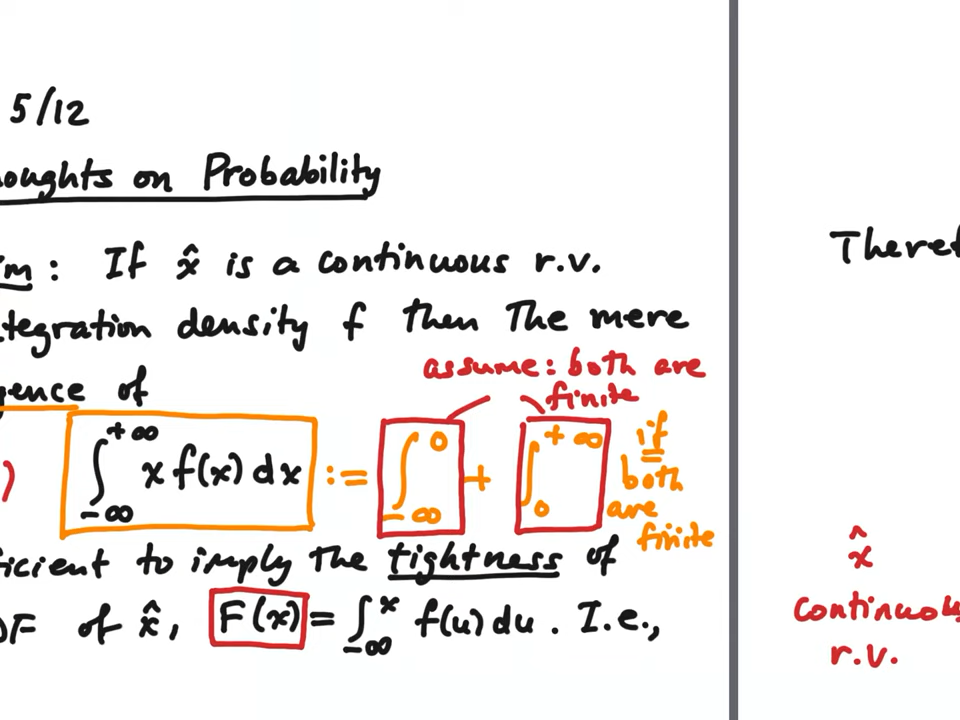 5/12
oughts on Probability
m: If x̂ is a continuous r.v.
tegration density f then The mere
assume: both are
finite
gence of
) ∫_{-∞}^{+∞} x f(x) dx := ∫_{-∞}^{0} + ∫_{0}^{+∞} if
both
are
finite
ficient to imply the tightness of
DF of x̂, F(x) = ∫_{-∞}^{x} f(u) du. I.e.,
Theref
x̂
continuous
r.v.